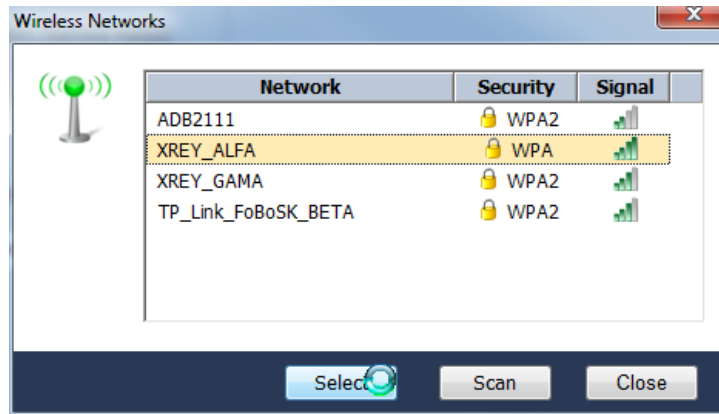 Wireless Networks
Network Security Signal
ADB2111 WPA2
XREY_ALFA WPA
XREY_GAMA WPA2
TP_Link_FoBoSK_BETA WPA2
Select Scan Close